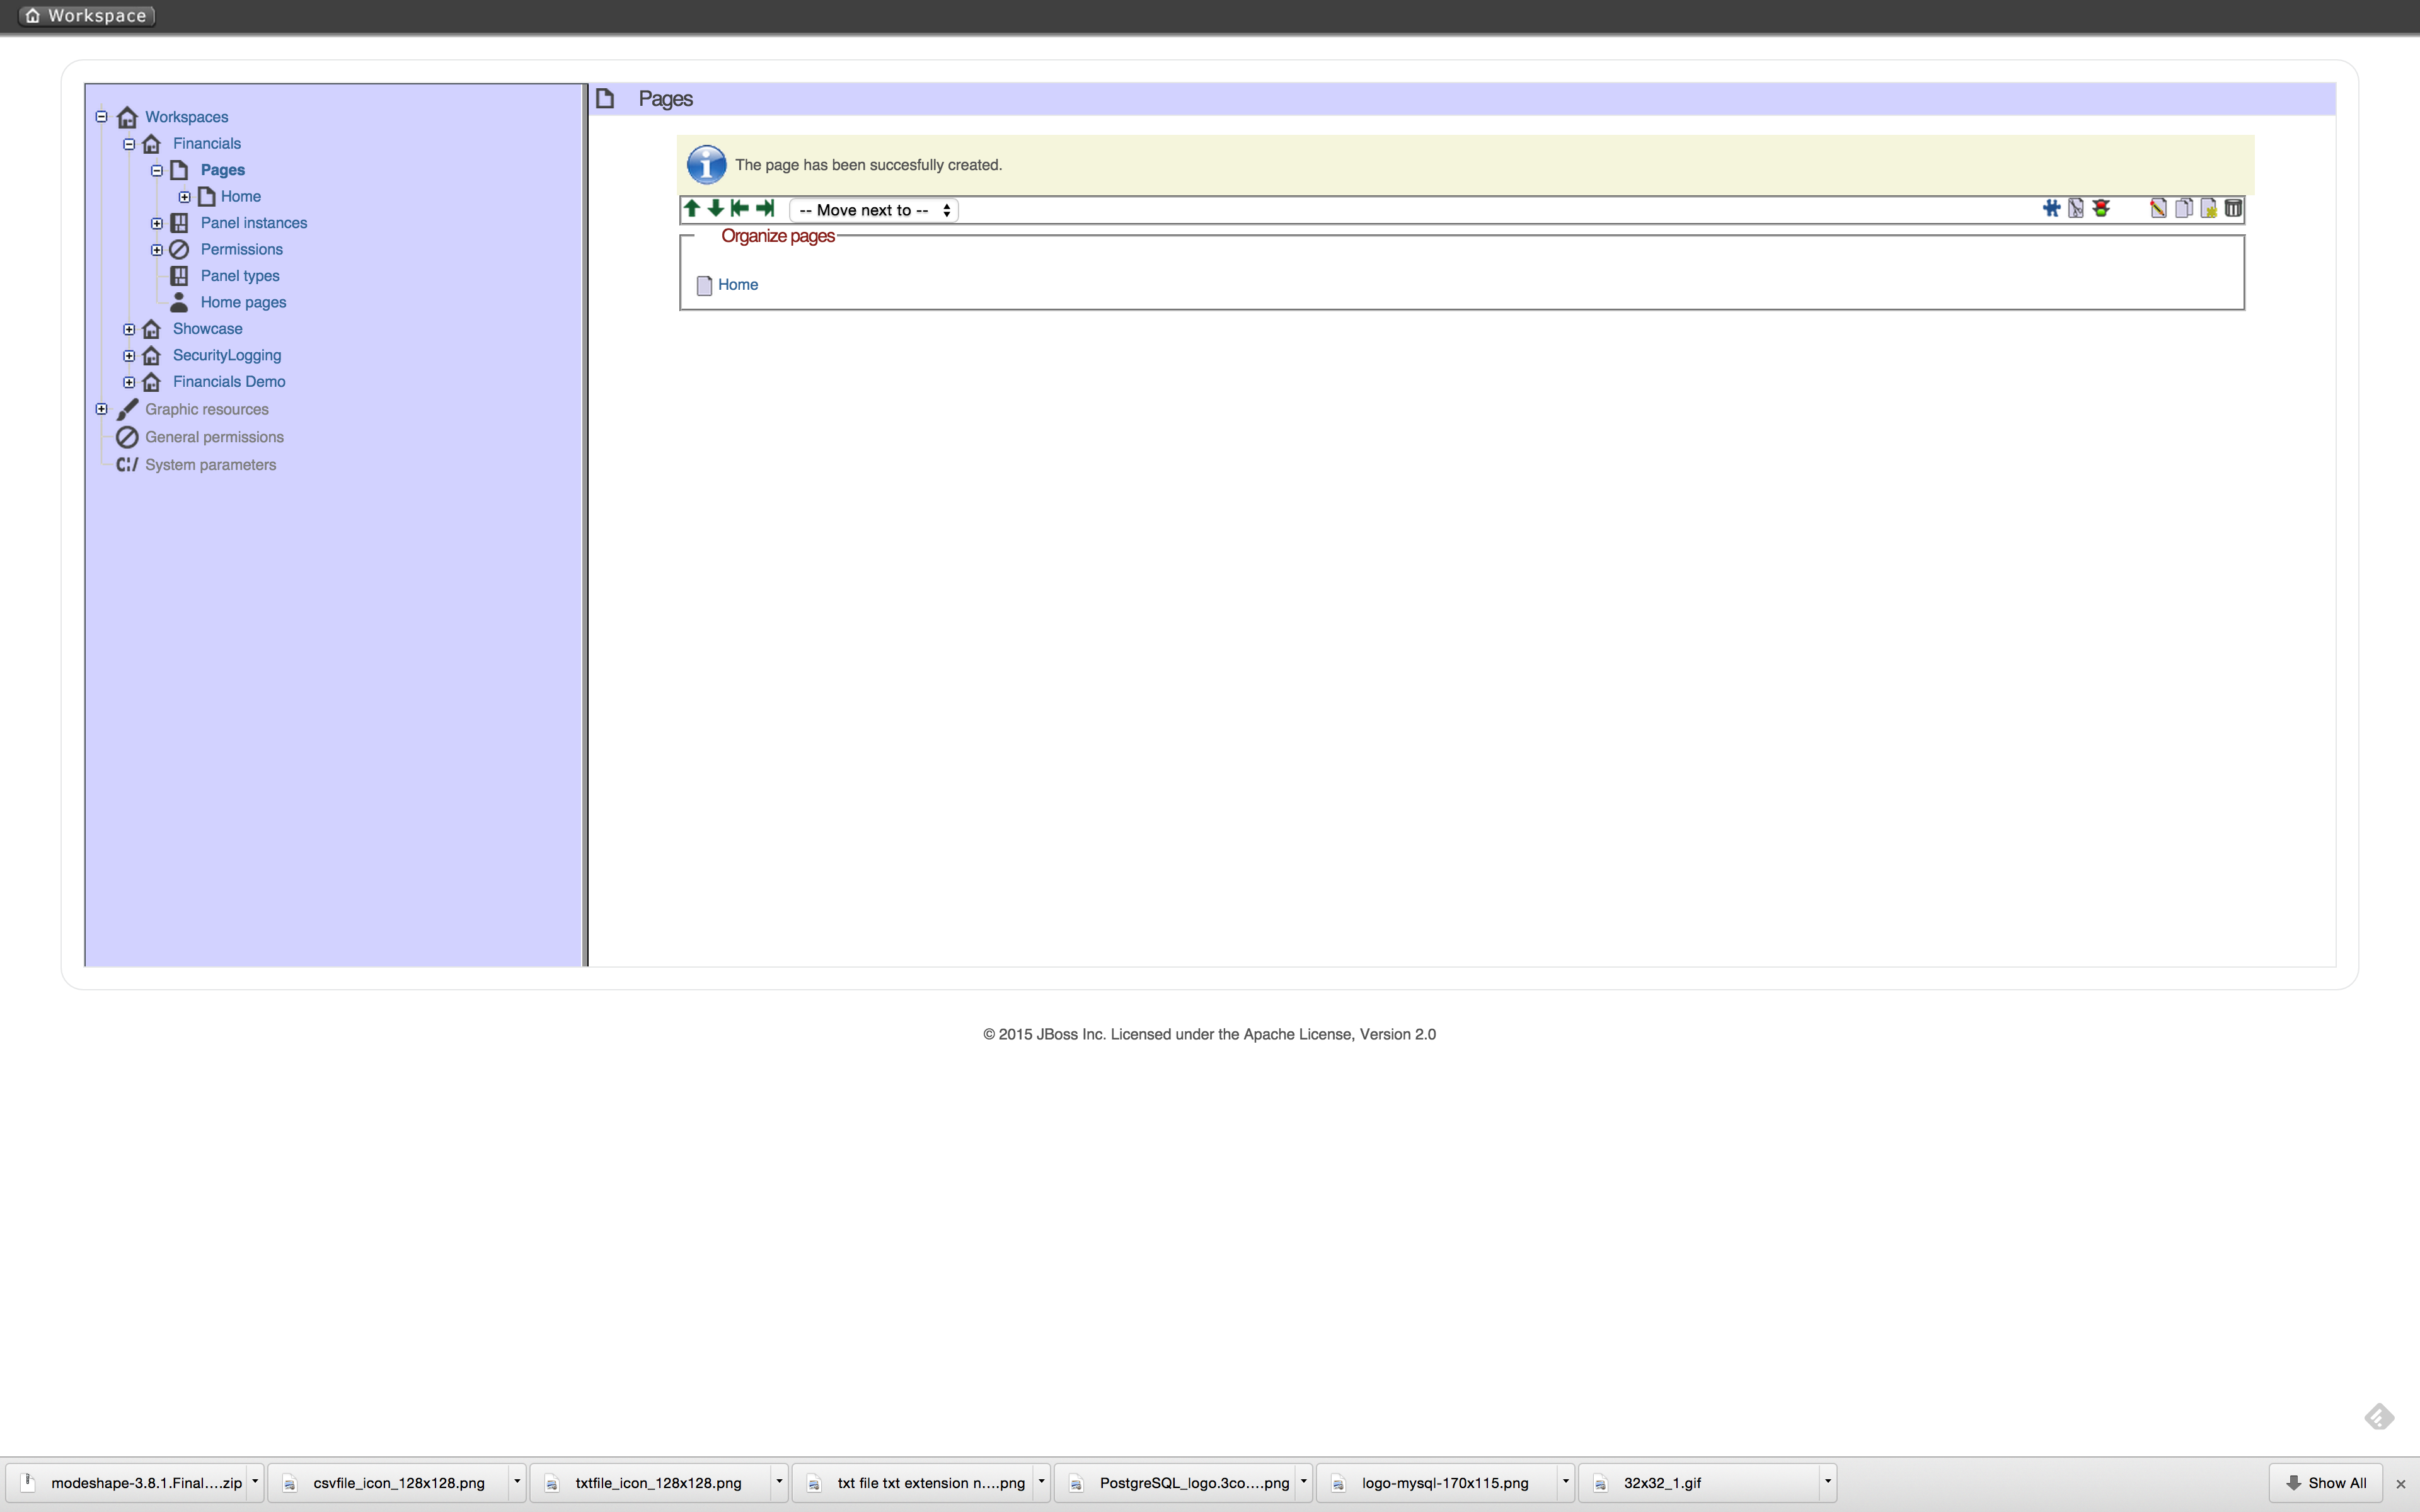 Workspace
Workspaces
Financials
Pages
Home
Panel instances
Permissions
Panel types
Home pages
Showcase
SecurityLogging
Financials Demo
Graphic resources
General permissions
C:/ System parameters
Pages
The page has been succesfully created.
-- Move next to --
Organize pages
Home
© 2015 JBoss Inc. Licensed under the Apache License, Version 2.0
modeshape-3.8.1.Final....zip
csvfile_icon_128x128.png
txtfile_icon_128x128.png
txt file txt extension n....png
PostgreSQL_logo.3co....png
logo-mysql-170x115.png
32x32_1.gif
Show All